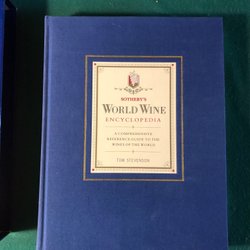 SOTHEBY'S
WORLD WINE
ENCYCLOPEDIA
A COMPREHENSIVE
REFERENCE GUIDE TO THE
WINES OF THE WORLD
TOM STEVENSON